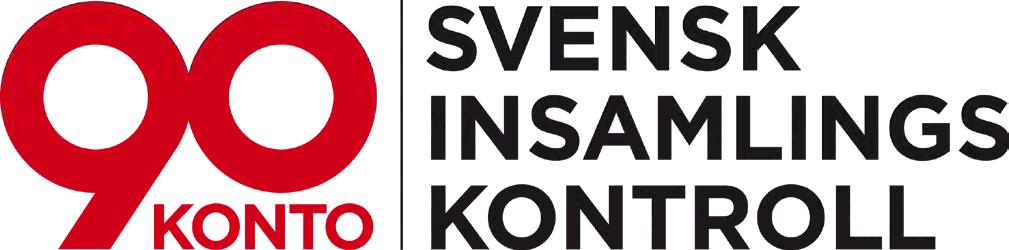 90
KONTO
SVENSK
INSAMLINGS
KONTROLL